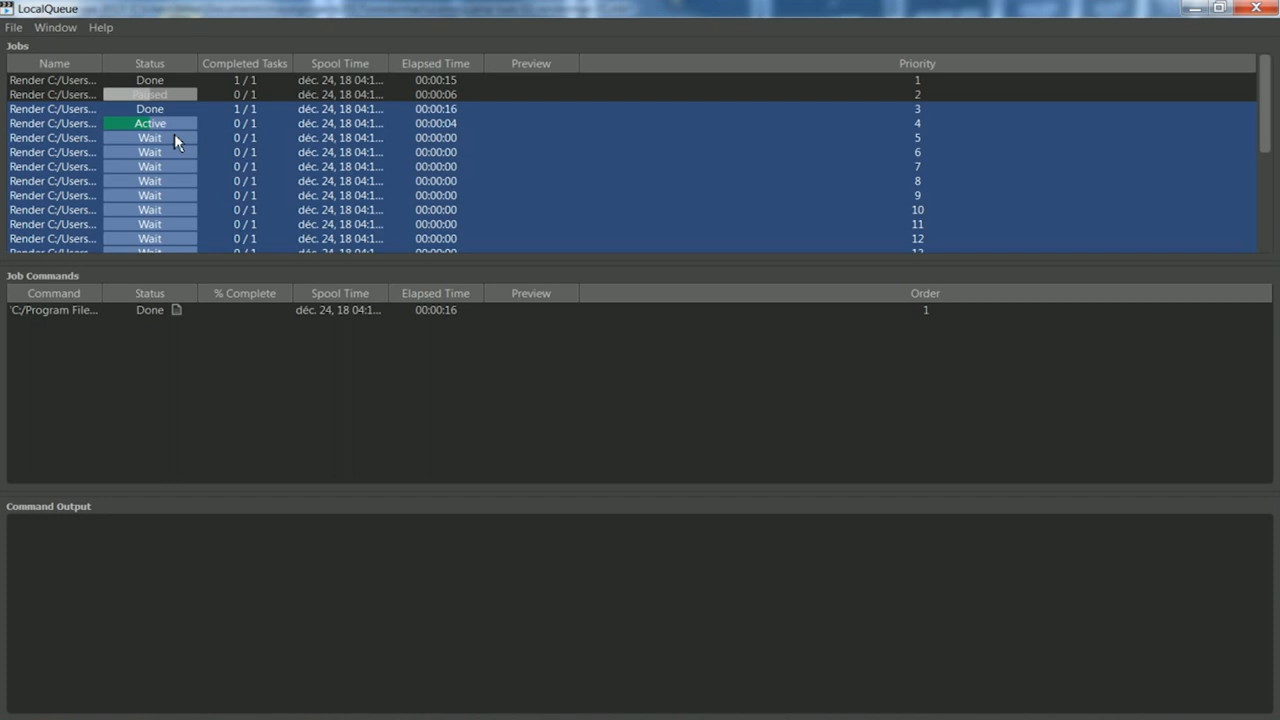 LocalQueue
File Window Help
Jobs
Name Status Completed Tasks Spool Time Elapsed Time Preview Priority
Render C:/Users... Done 1 / 1 déc. 24, 18 04:1... 00:00:15 1
Render C:/Users... Paused 0 / 1 déc. 24, 18 04:1... 00:00:06 2
Render C:/Users... Done 1 / 1 déc. 24, 18 04:1... 00:00:16 3
Render C:/Users... Active 0 / 1 déc. 24, 18 04:1... 00:00:04 4
Render C:/Users... Wait 0 / 1 déc. 24, 18 04:1... 00:00:00 5
Render C:/Users... Wait 0 / 1 déc. 24, 18 04:1... 00:00:00 6
Render C:/Users... Wait 0 / 1 déc. 24, 18 04:1... 00:00:00 7
Render C:/Users... Wait 0 / 1 déc. 24, 18 04:1... 00:00:00 8
Render C:/Users... Wait 0 / 1 déc. 24, 18 04:1... 00:00:00 9
Render C:/Users... Wait 0 / 1 déc. 24, 18 04:1... 00:00:00 10
Render C:/Users... Wait 0 / 1 déc. 24, 18 04:1... 00:00:00 11
Render C:/Users... Wait 0 / 1 déc. 24, 18 04:1... 00:00:00 12
Job Commands
Command Status % Complete Spool Time Elapsed Time Preview Order
'C:/Program File... Done déc. 24, 18 04:1... 00:00:16 1
Command Output